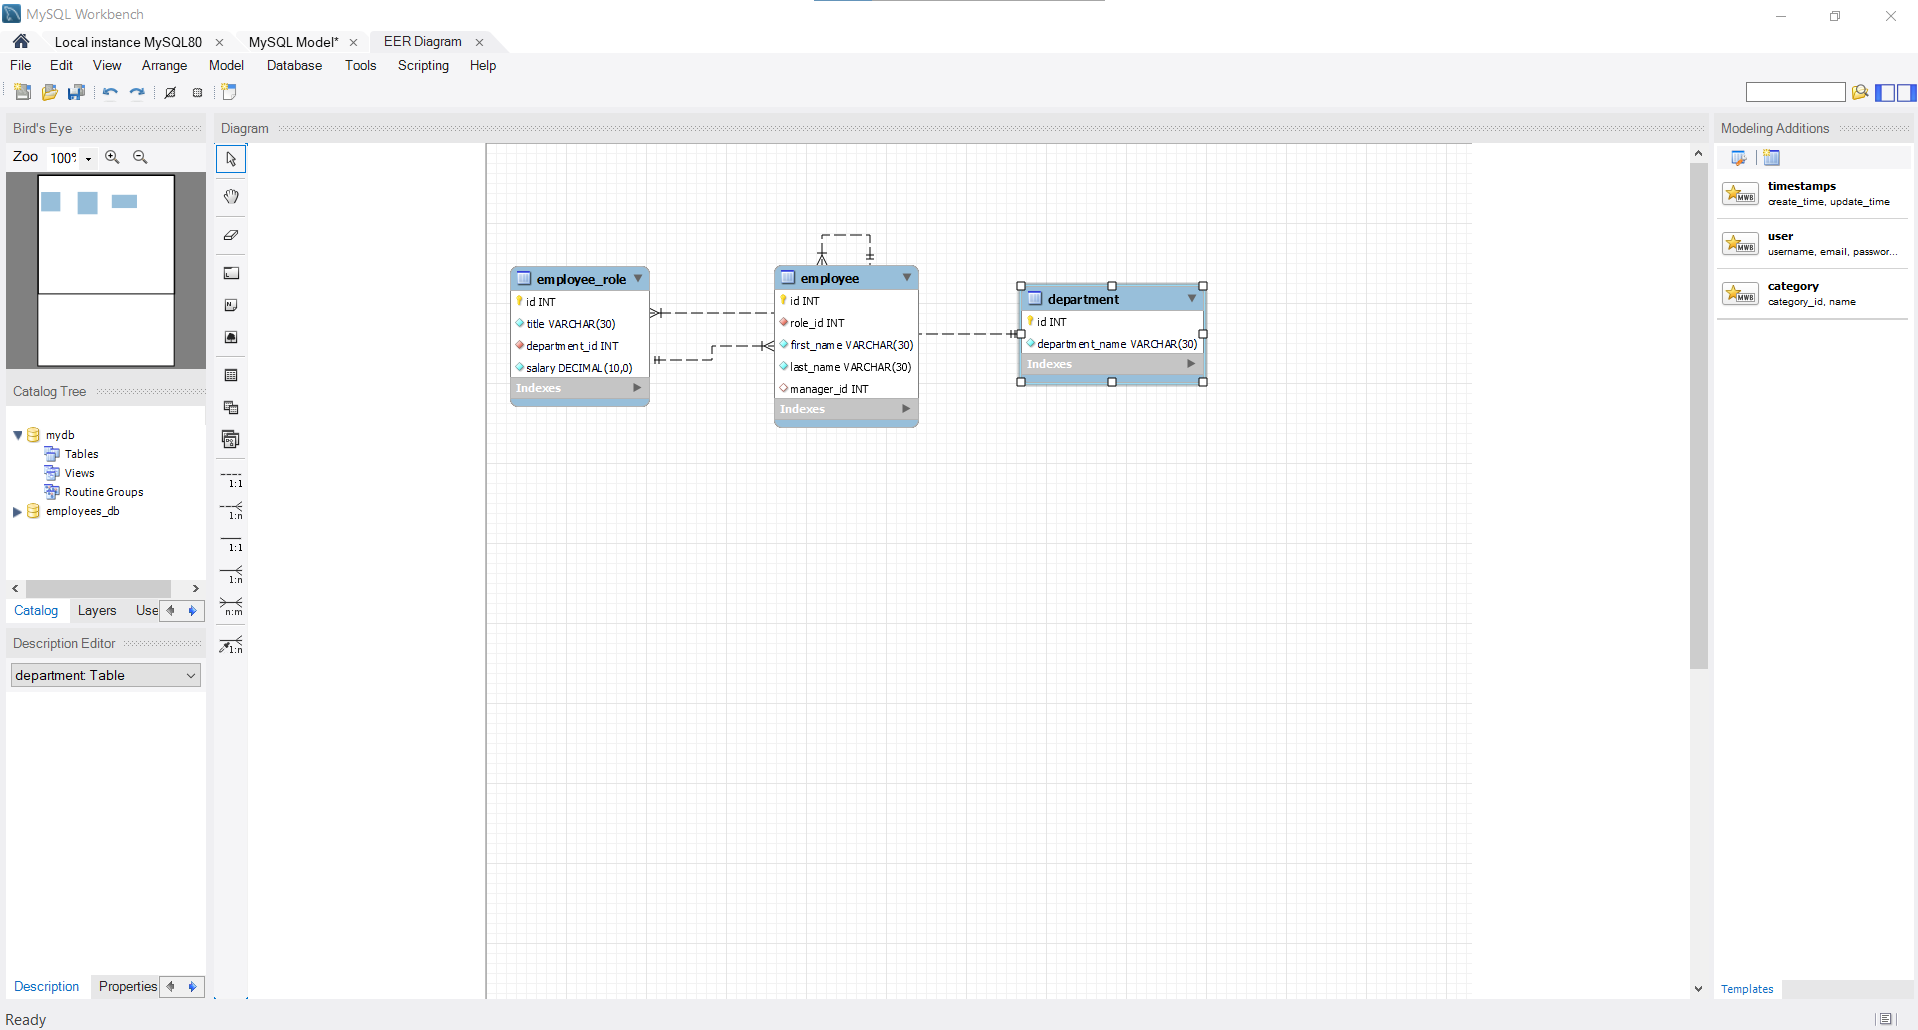 MySQL Workbench
Local instance MySQL80
MySQL Model*
EER Diagram
File Edit View Arrange Model Database Tools Scripting Help
Bird's Eye
Zoo 100%
Diagram
Modeling Additions
timestamps
create_time, update_time
user
username, email, passwor...
category
category_id, name
employee_role
id INT
title VARCHAR(30)
department_id INT
salary DECIMAL(10,0)
Indexes
employee
id INT
role_id INT
first_name VARCHAR(30)
last_name VARCHAR(30)
manager_id INT
Indexes
department
id INT
department_name VARCHAR(30)
Indexes
Catalog Tree
mydb
Tables
Views
Routine Groups
employees_db
1:1
1:n
1:1
1:n
n:m
1:n
Catalog Layers Use
Description Editor
department: Table
Description Properties
Templates
Ready